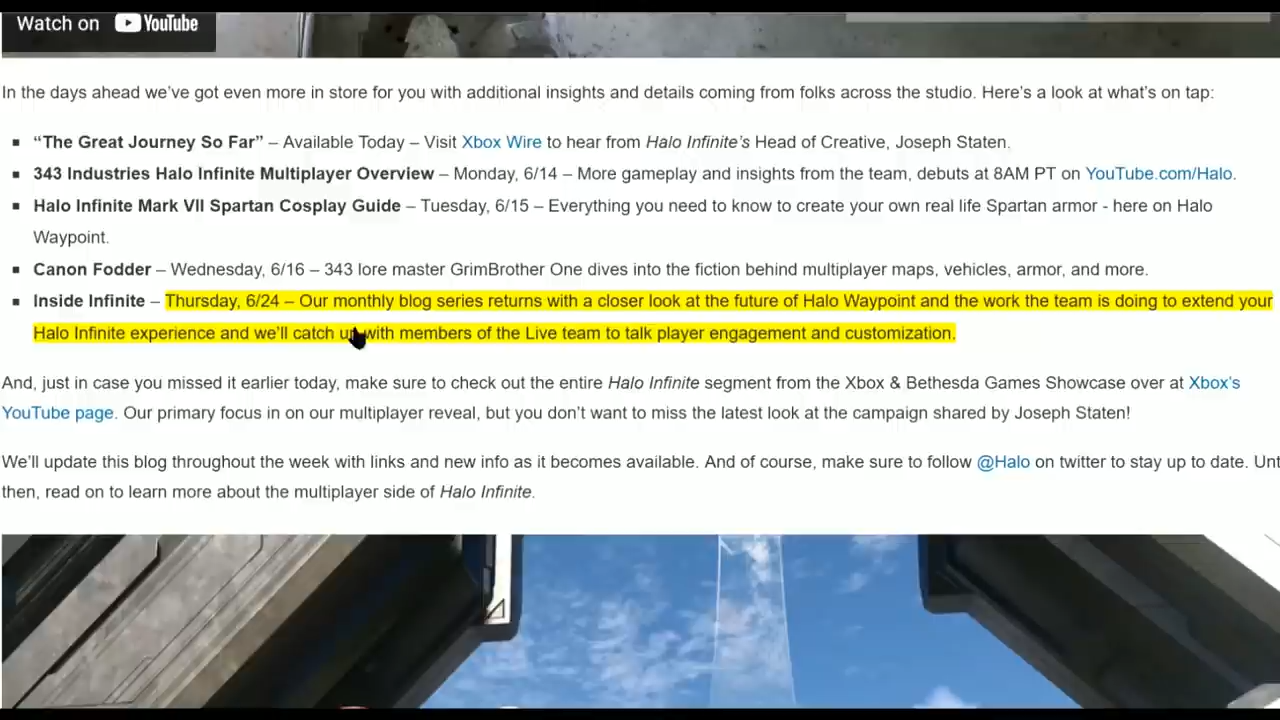 Watch on YouTube
In the days ahead we’ve got even more in store for you with additional insights and details coming from folks across the studio. Here’s a look at what’s on tap:
“The Great Journey So Far” – Available Today – Visit Xbox Wire to hear from Halo Infinite’s Head of Creative, Joseph Staten.
343 Industries Halo Infinite Multiplayer Overview – Monday, 6/14 – More gameplay and insights from the team, debuts at 8AM PT on YouTube.com/Halo.
Halo Infinite Mark VII Spartan Cosplay Guide – Tuesday, 6/15 – Everything you need to know to create your own real life Spartan armor - here on Halo
Waypoint.
Canon Fodder – Wednesday, 6/16 – 343 lore master GrimBrother One dives into the fiction behind multiplayer maps, vehicles, armor, and more.
Inside Infinite – Thursday, 6/24 – Our monthly blog series returns with a closer look at the future of Halo Waypoint and the work the team is doing to extend your
Halo Infinite experience and we’ll catch up with members of the Live team to talk player engagement and customization.
And, just in case you missed it earlier today, make sure to check out the entire Halo Infinite segment from the Xbox & Bethesda Games Showcase over at Xbox’s
YouTube page. Our primary focus in on our multiplayer reveal, but you don’t want to miss the latest look at the campaign shared by Joseph Staten!
We’ll update this blog throughout the week with links and new info as it becomes available. And of course, make sure to follow @Halo on twitter to stay up to date. Unt
then, read on to learn more about the multiplayer side of Halo Infinite.